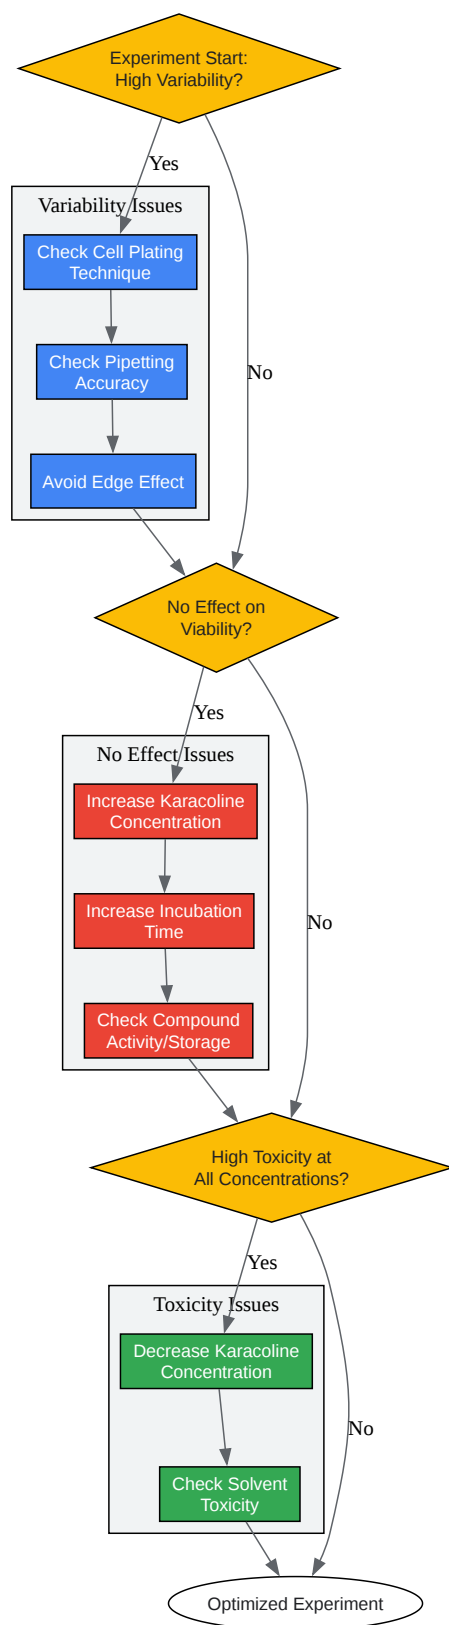 Experiment Start:
High Variability?
Yes
Variability Issues
Check Cell Plating
Technique
Check Pipetting
Accuracy
No
Avoid Edge Effect
No Effect on
Viability?
Yes
No Effect Issues
Increase Karacoline
Concentration
Increase Incubation
Time
No
Check Compound
Activity/Storage
High Toxicity at
All Concentrations?
Yes
Toxicity Issues
Decrease Karacoline
Concentration
No
Check Solvent
Toxicity
Optimized Experiment